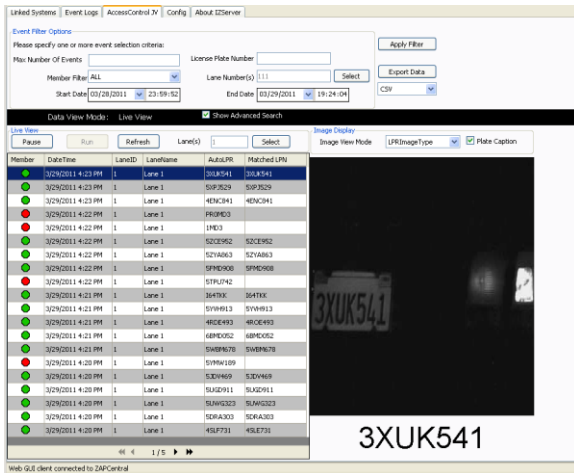 Linked Systems Event Logs AccessControl JV Config About IZServer
Event Filter Options
Please specify one or more event selection criteria:
Max Number Of Events License Plate Number
Member Filter ALL Lane Number(s) 111 Select
Start Date 03/28/2011 23:59:52 End Date 03/29/2011 19:24:04
Apply Filter
Export Data
CSV
Data View Mode: Live View Show Advanced Search
Live View
Pause Run Refresh Lane(s) 1 Select
Image Display
Image View Mode LPRImageType Plate Caption
Member DateTime LaneID LaneName AutoLPR Matched LPN
3/29/2011 4:23 PM 1 Lane 1 3XUK541 3XUK541
3/29/2011 4:23 PM 1 Lane 1 5XPJ529 5XPJ529
3/29/2011 4:23 PM 1 Lane 1 4ENC841 4ENC841
3/29/2011 4:22 PM 1 Lane 1 PROMD3
3/29/2011 4:22 PM 1 Lane 1 1MD3
3/29/2011 4:22 PM 1 Lane 1 5ZCE952 5ZCE952
3/29/2011 4:22 PM 1 Lane 1 5ZYA863 5ZYA863
3/29/2011 4:22 PM 1 Lane 1 5FMD908 5FMD908
3/29/2011 4:22 PM 1 Lane 1 5TPU742
3/29/2011 4:21 PM 1 Lane 1 I64TKK I64TKK
3/29/2011 4:21 PM 1 Lane 1 5YVH913 5YVH913
3/29/2011 4:21 PM 1 Lane 1 4RDE493 4ROE493
3/29/2011 4:21 PM 1 Lane 1 6BMD052 6BMD052
3/29/2011 4:21 PM 1 Lane 1 5WBM678 5WBM678
3/29/2011 4:20 PM 1 Lane 1 5YMW189
3/29/2011 4:20 PM 1 Lane 1 5JDV469 5JDV469
3/29/2011 4:20 PM 1 Lane 1 5UGD911 5UGD911
3/29/2011 4:20 PM 1 Lane 1 5UWG323 5UWG323
3/29/2011 4:20 PM 1 Lane 1 5DRA303 5DRA303
3/29/2011 4:20 PM 1 Lane 1 4SLF731 4SLE731
1 / 5
3XUK541
3XUK541
Web GUI client connected to ZAPCentral